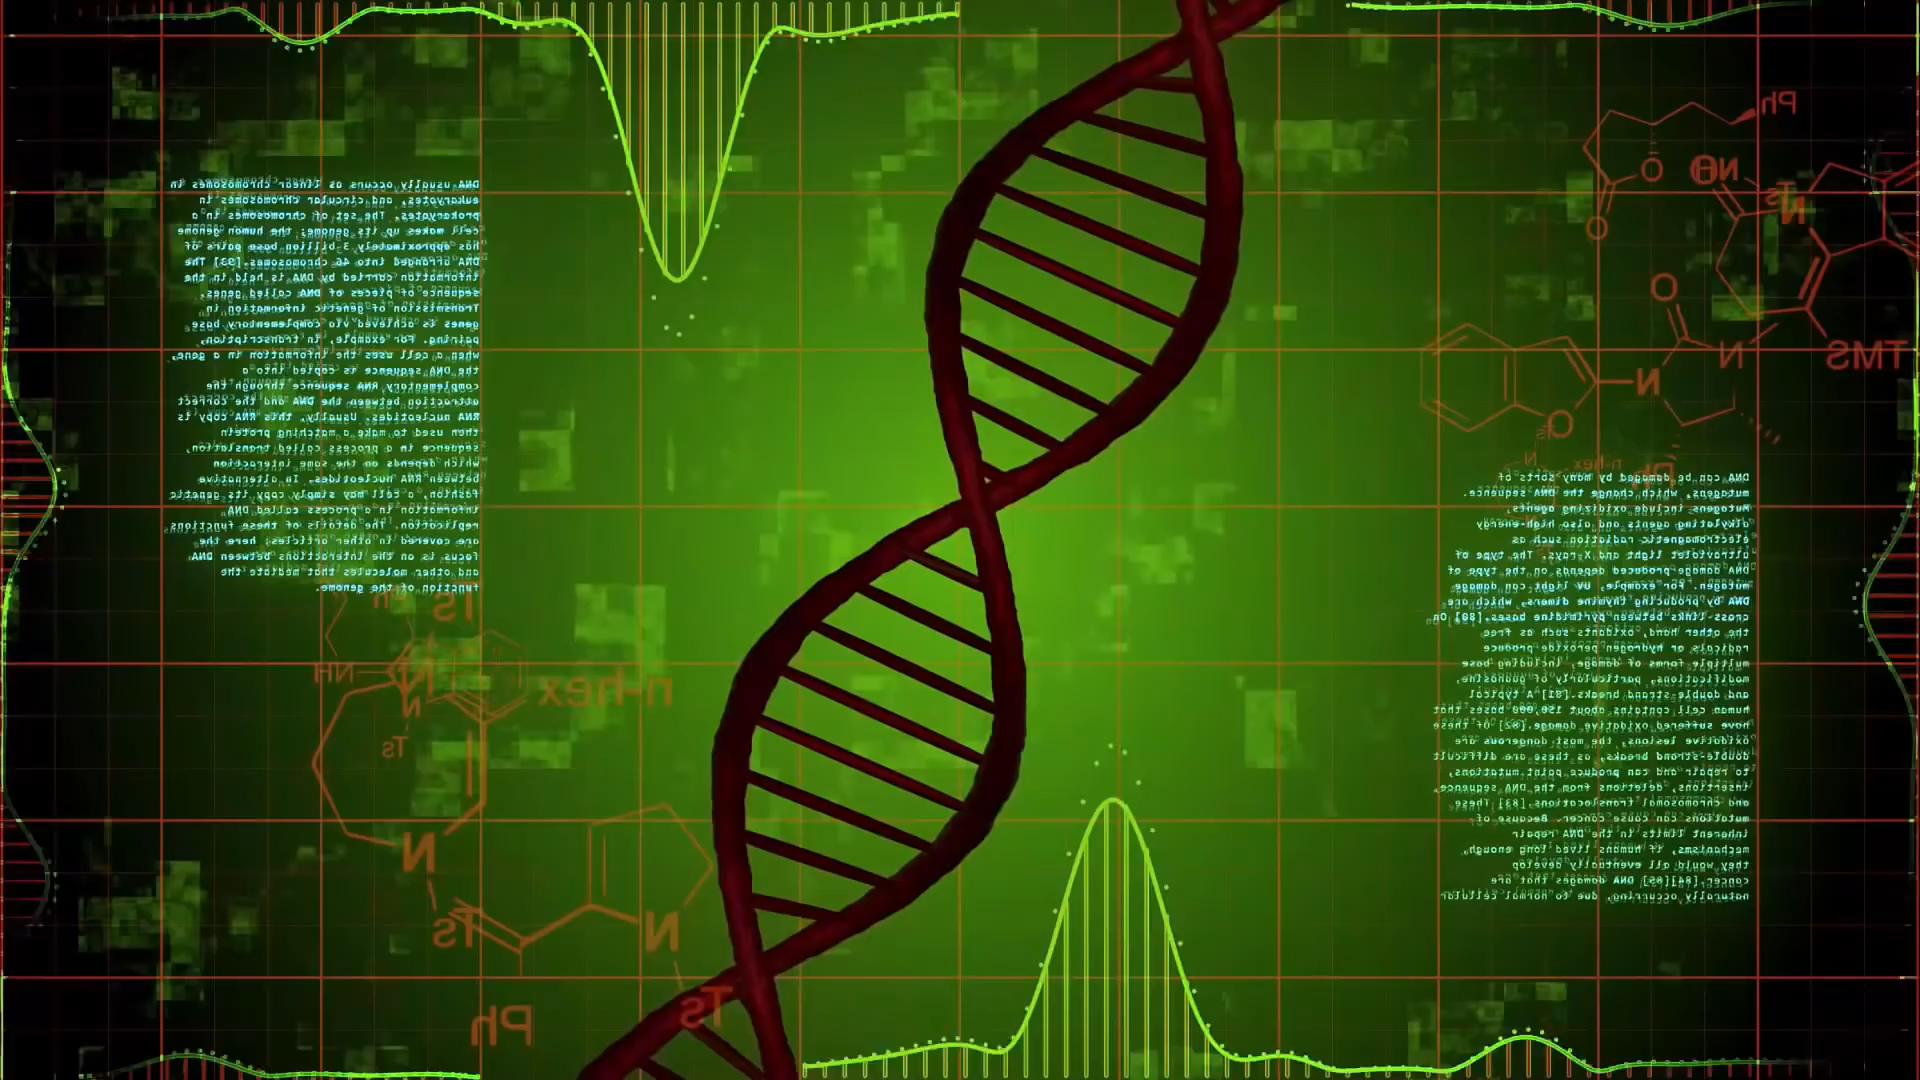 DNA usually occurs as linear chromosomes in
eukaryotes, and circular chromosomes in
prokaryotes. The set of chromosomes in a
cell makes up its genome; the human genome
has approximately 3 billion base pairs of
DNA arranged into 46 chromosomes.[93] The
information carried by DNA is held in the
sequence of pieces of DNA called genes.
Transmission of genetic information in
genes is achieved via complementary base
pairing. For example, in transcription,
when a cell uses the information in a gene,
the DNA sequence is copied into a
complementary RNA sequence through the
attraction between the DNA and the correct
RNA nucleotides. Usually, this RNA copy is
then used to make a matching protein
sequence in a process called translation,
which depends on the same interaction
between RNA nucleotides. In alternative
fashion, a cell may simply copy its genetic
information in a process called DNA
replication. The details of these functions
are covered in other articles; here the
focus is on the interactions between DNA
and other molecules that mediate the
function of the genome.
Ph
O
NO
Ts
N
O
O
N
TMS
N
O
Ts
N
n-hex
Ph
DNA can be damaged by many sorts of
mutagens, which change the DNA sequence.
Mutagens include oxidizing agents,
alkylating agents and also high-energy
electromagnetic radiation such as
ultraviolet light and X-rays. The type of
DNA damage produced depends on the type of
mutagen. For example, UV light can damage
DNA by producing thymine dimers, which are
cross-links between pyrimidine bases.[80] On
the other hand, oxidants such as free
radicals or hydrogen peroxide produce
multiple forms of damage, including base
modifications, particularly of guanosine,
and double-strand breaks.[81] A typical
human cell contains about 150,000 bases that
have suffered oxidative damage.[82] Of these
oxidative lesions, the most dangerous are
double-strand breaks, as these are difficult
to repair and can produce point mutations,
insertions, deletions from the DNA sequence,
and chromosomal translocations.[83] These
mutations can cause cancer. Because of
inherent limits in the DNA repair
mechanisms, if humans lived long enough,
they would all eventually develop
cancer.[84][85] DNA damages that are
naturally occurring, due to normal cellular
Ph
Ts
NH
N
n-hex
N
Ts
N
Ts
N
Ts
Ph